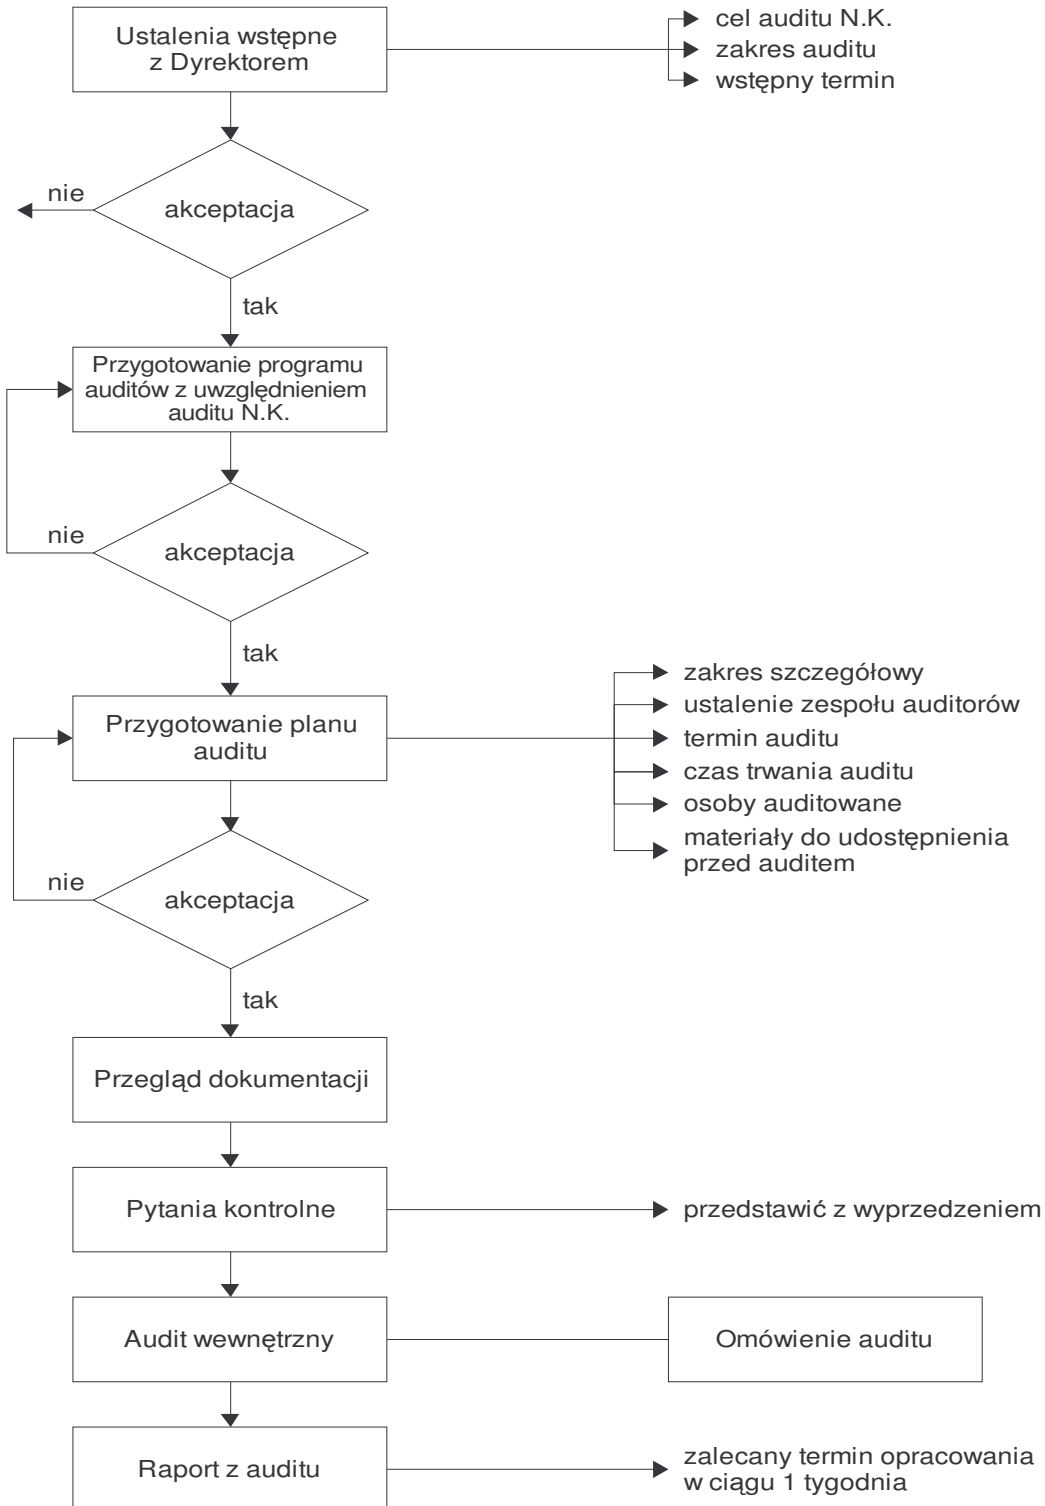 Ustalenia wstępne
z Dyrektorem
cel auditu N.K.
zakres auditu
wstępny termin
nie
akceptacja
tak
Przygotowanie programu
auditów z uwzględnieniem
auditu N.K.
nie
akceptacja
tak
Przygotowanie planu
auditu
zakres szczegółowy
ustalenie zespołu auditorów
termin auditu
czas trwania auditu
osoby auditowane
materiały do udostępnienia
przed auditem
nie
akceptacja
tak
Przegląd dokumentacji
Pytania kontrolne
przedstawić z wyprzedzeniem
Audit wewnętrzny
Omówienie auditu
Raport z auditu
zalecany termin opracowania
w ciągu 1 tygodnia